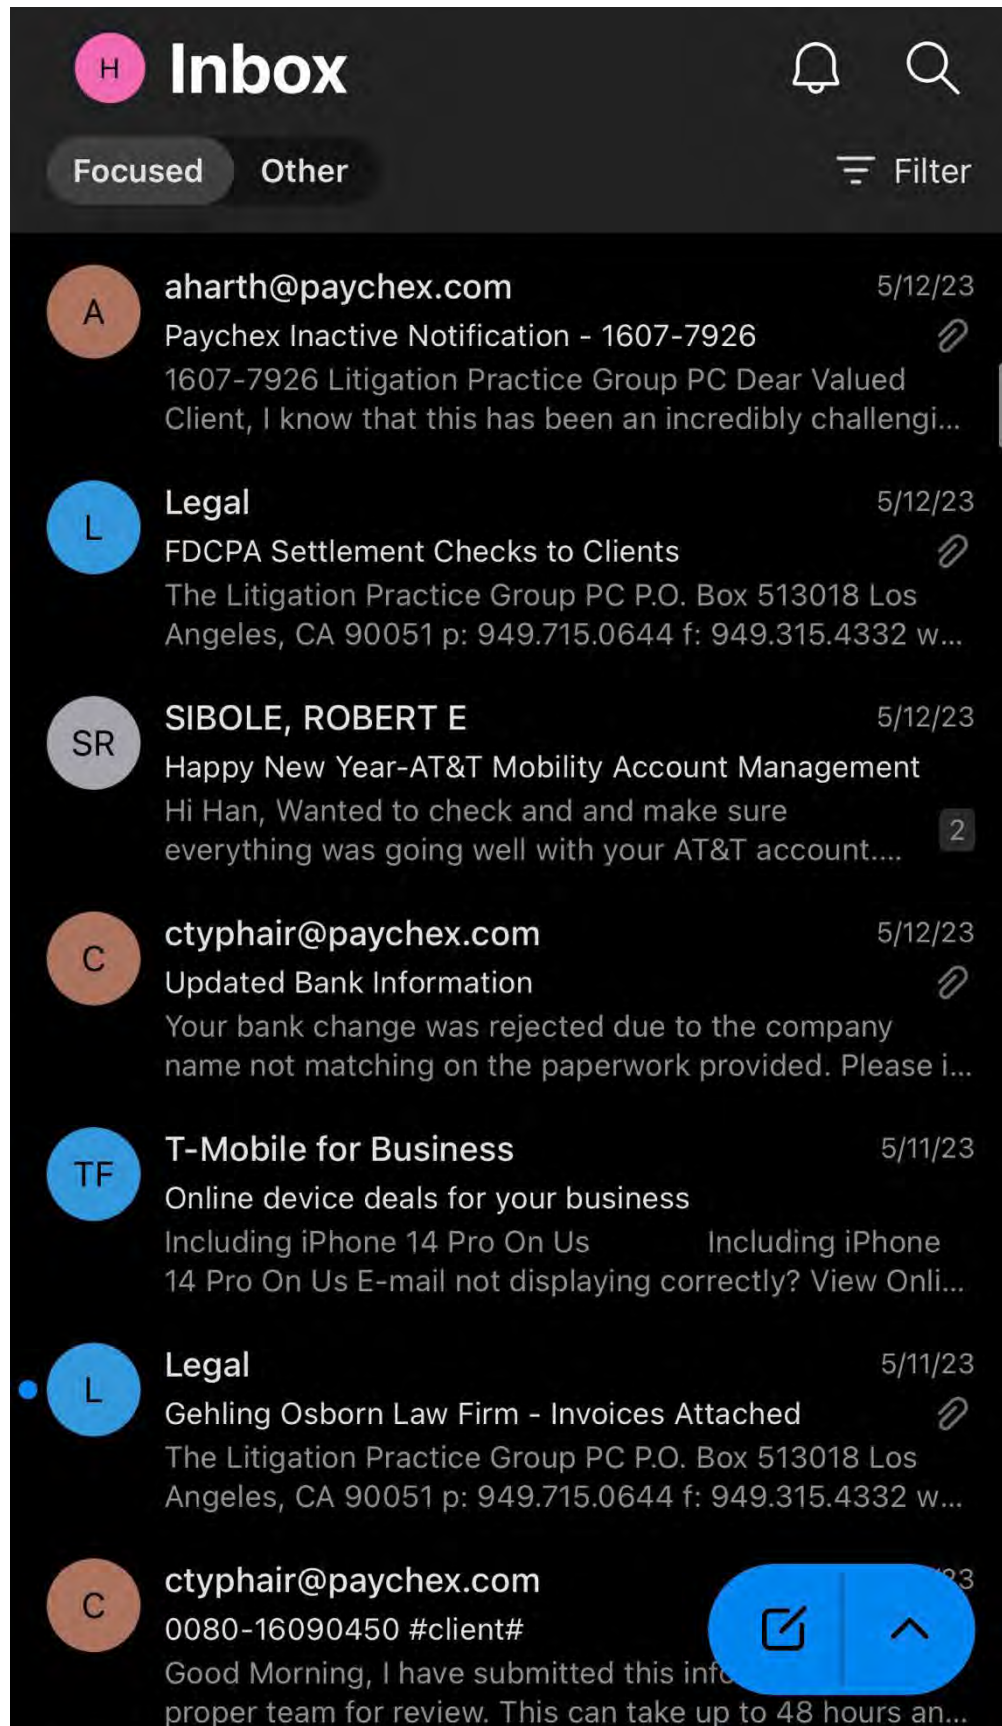 H Inbox
Focused Other Filter
A aharth@paychex.com 5/12/23
Paychex Inactive Notification - 1607-7926
1607-7926 Litigation Practice Group PC Dear Valued
Client, I know that this has been an incredibly challengi...
L Legal 5/12/23
FDCPA Settlement Checks to Clients
The Litigation Practice Group PC P.O. Box 513018 Los
Angeles, CA 90051 p: 949.715.0644 f: 949.315.4332 w...
SR SIBOLE, ROBERT E 5/12/23
Happy New Year-AT&T Mobility Account Management
Hi Han, Wanted to check and and make sure
everything was going well with your AT&T account.... 2
C ctyphair@paychex.com 5/12/23
Updated Bank Information
Your bank change was rejected due to the company
name not matching on the paperwork provided. Please i...
TF T-Mobile for Business 5/11/23
Online device deals for your business
Including iPhone 14 Pro On Us Including iPhone
14 Pro On Us E-mail not displaying correctly? View Onli...
L Legal 5/11/23
Gehling Osborn Law Firm - Invoices Attached
The Litigation Practice Group PC P.O. Box 513018 Los
Angeles, CA 90051 p: 949.715.0644 f: 949.315.4332 w...
C ctyphair@paychex.com
0080-16090450 #client#
Good Morning, I have submitted this
proper team for review. This can take up to 48 hours an...